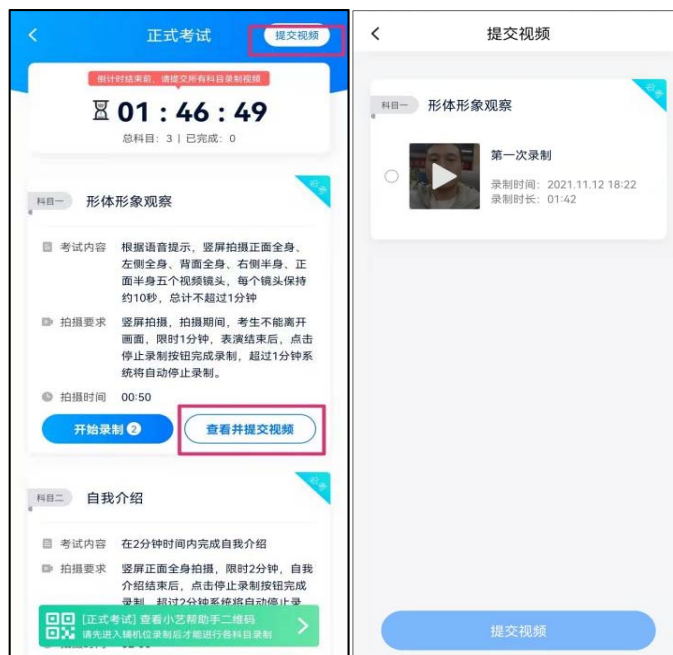 正式考试
提交视频
倒计时结束前，请提交所有科目录制视频
01：46：49
总科目：3 | 已完成：0
必考
科目一 形体形象观察
考试内容 根据语音提示，竖屏拍摄正面全身、
左侧全身、背面全身、右侧半身、正
面半身五个视频镜头，每个镜头保持
约10秒，总计不超过1分钟
拍摄要求 竖屏拍摄，拍摄期间，考生不能离开
画面，限时1分钟，表演结束后，点击
停止录制按钮完成录制，超过1分钟系
统将自动停止录制。
拍摄时间 00:50
开始录制 2
查看并提交视频
必考
科目二 自我介绍
考试内容 在2分钟时间内完成自我介绍
拍摄要求 竖屏正面全身拍摄，限时2分钟，自我
介绍结束后，点击停止录制按钮完成
录制，超过2分钟系统将自动停止录
[正式考试] 查看小艺帮助手二维码
请先进入辅机位录制后才能进行各科目录制
提交视频
必考
科目一 形体形象观察
第一次录制
录制时间：2021.11.12 18:22
录制时长：01:42
提交视频